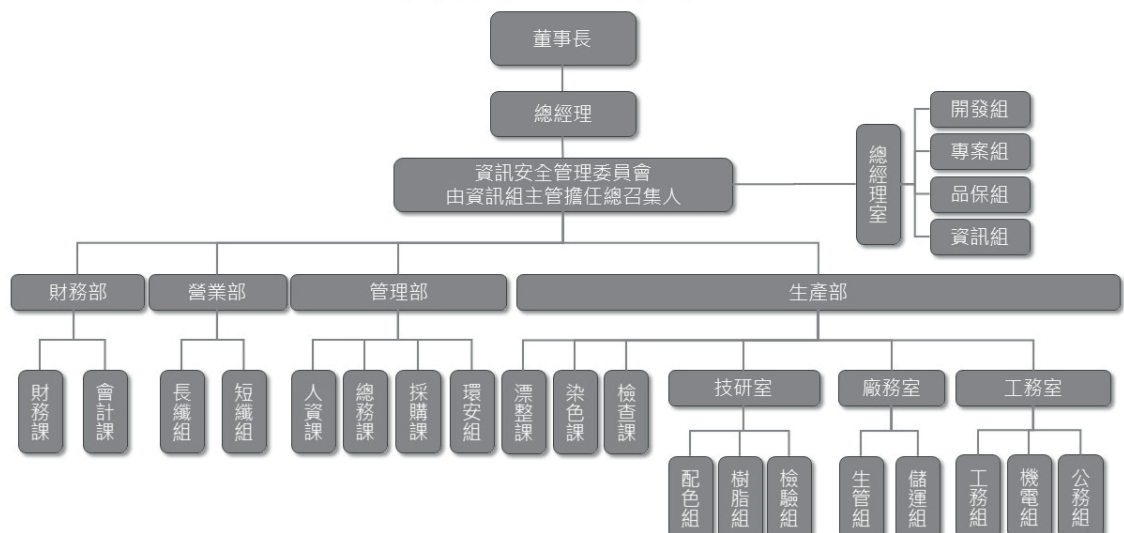 董事長
總經理
資訊安全管理委員會
由資訊組主管擔任總召集人
總經理室
開發組
專案組
品保組
資訊組
財務部
營業部
管理部
生產部
財務課
會計課
長纖組
短纖組
人資課
總務課
採購課
環安組
漂整課
染色課
檢查課
技研室
廠務室
工務室
配色組
樹脂組
檢驗組
生管組
儲運組
工務組
機電組
公務組